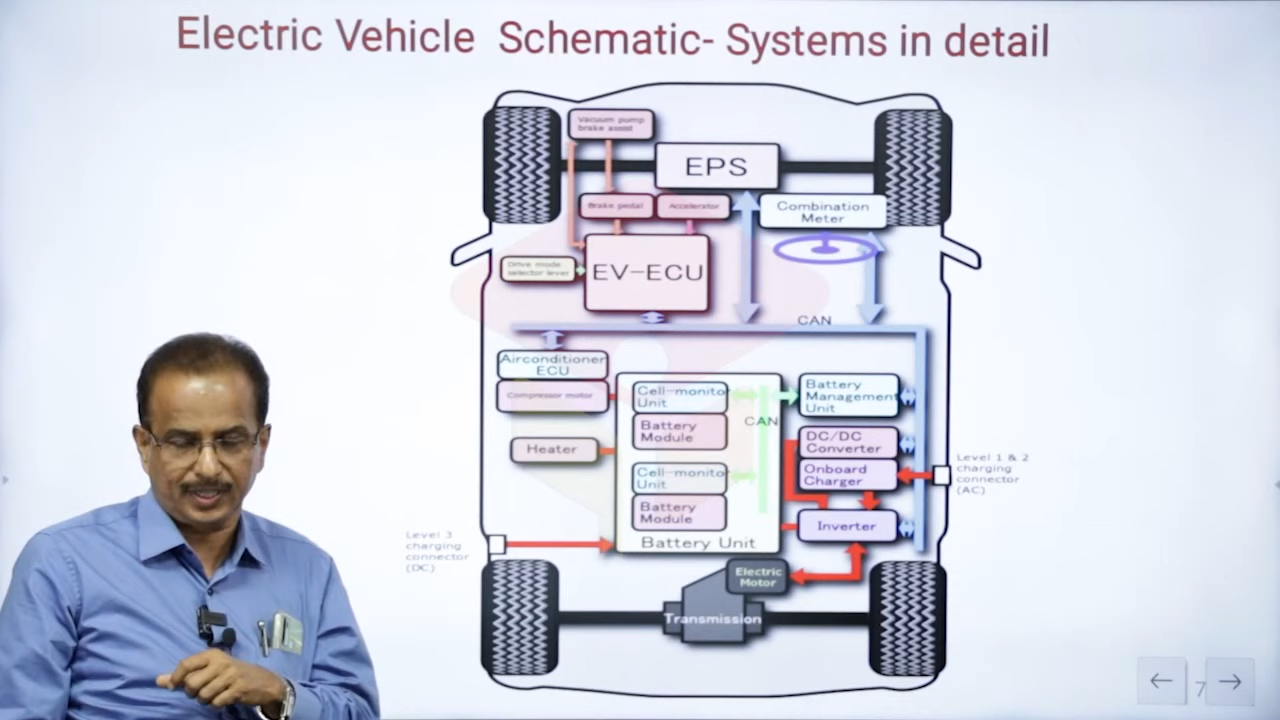 Electric Vehicle Schematic- Systems in detail
Vacuum pump
brake assist
EPS
Brake pedal
Accelerator
Combination
Meter
Drive mode
selector lever
EV-ECU
CAN
Airconditioner
ECU
Compressor motor
Cell-monitor
Unit
Battery
Management
Unit
CAN
Battery
Module
DC/DC
Converter
Heater
Level 1 & 2
charging
connector
(AC)
Cell-monitor
Unit
Onboard
Charger
Battery
Module
Inverter
Level 3
charging
connector
(DC)
Battery Unit
Electric
Motor
Transmission
7